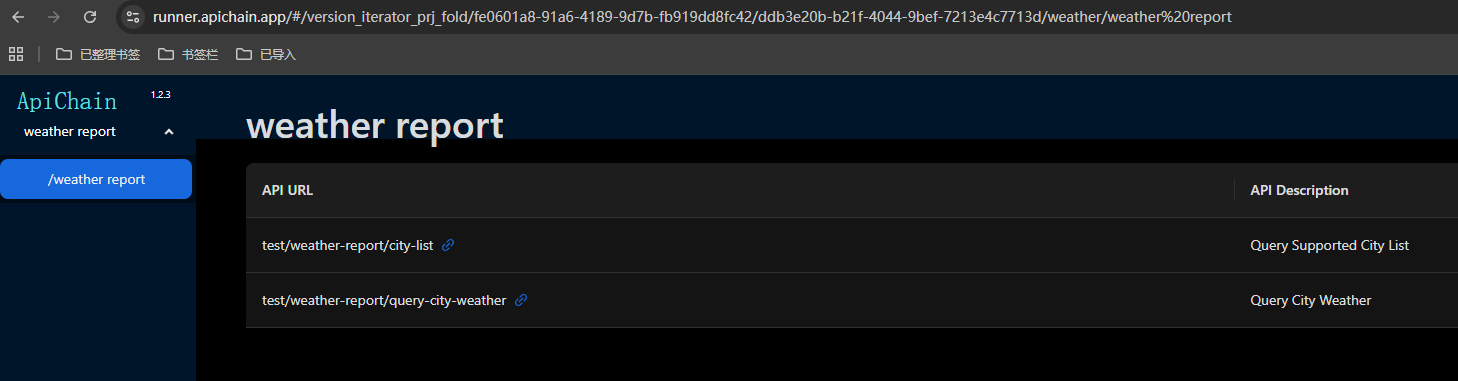 runner.apichain.app/#/version_iterator_prj_fold/fe0601a8-91a6-4189-9d7b-fb919dd8fc42/ddb3e20b-b21f-4044-9bef-7213e4c7713d/weather/weather%20report
已整理书签 书签栏 已导入
ApiChain 1.2.3
weather report
/weather report
weather report
API URL API Description
test/weather-report/city-list Query Supported City List
test/weather-report/query-city-weather Query City Weather